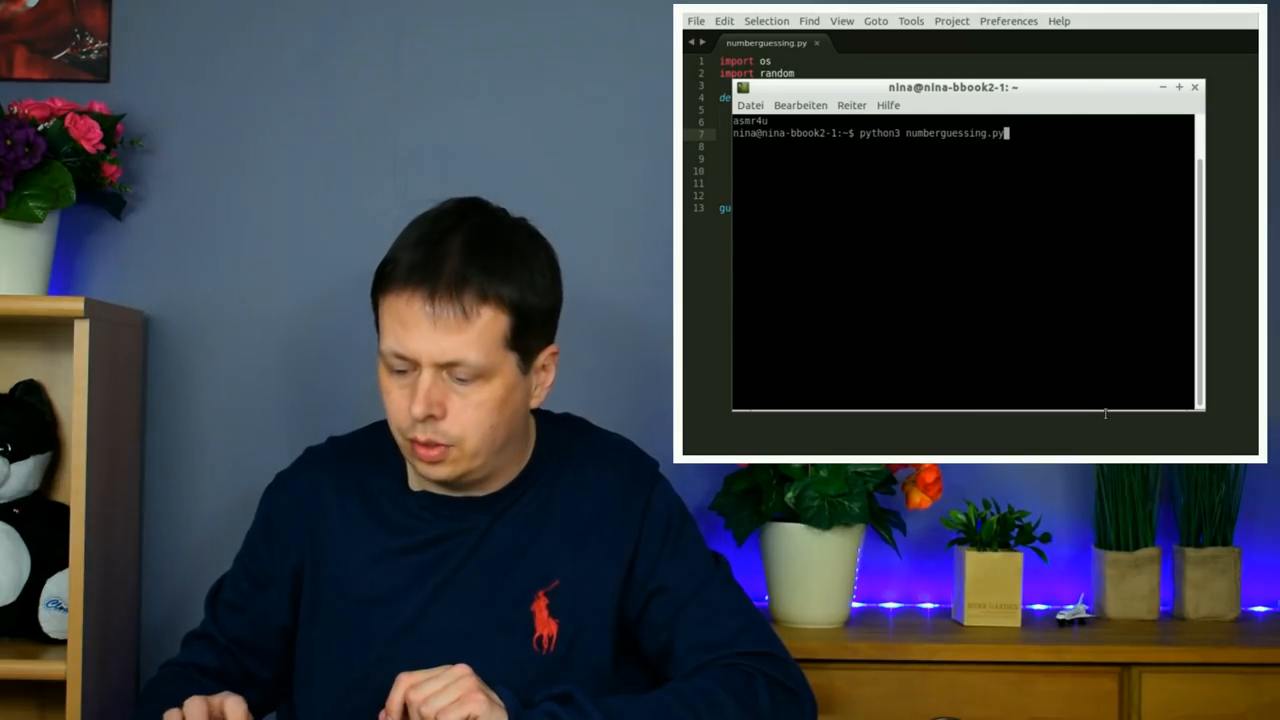 File Edit Selection Find View Goto Tools Project Preferences Help
numberguessing.py ×
1 import os
2 import random
3
4 de
5
6
7
8
9
10
11
12
13 gu
nina@nina-bbook2-1: ~
Datei Bearbeiten Reiter Hilfe
asmr4u
nina@nina-bbook2-1:~$ python3 numberguessing.py